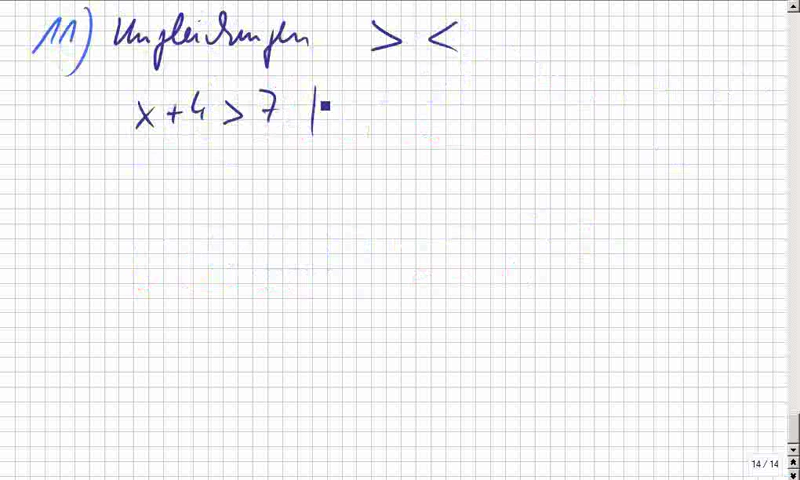 11) Ungleichungen > <
x + 4 > 7 |
14 / 14